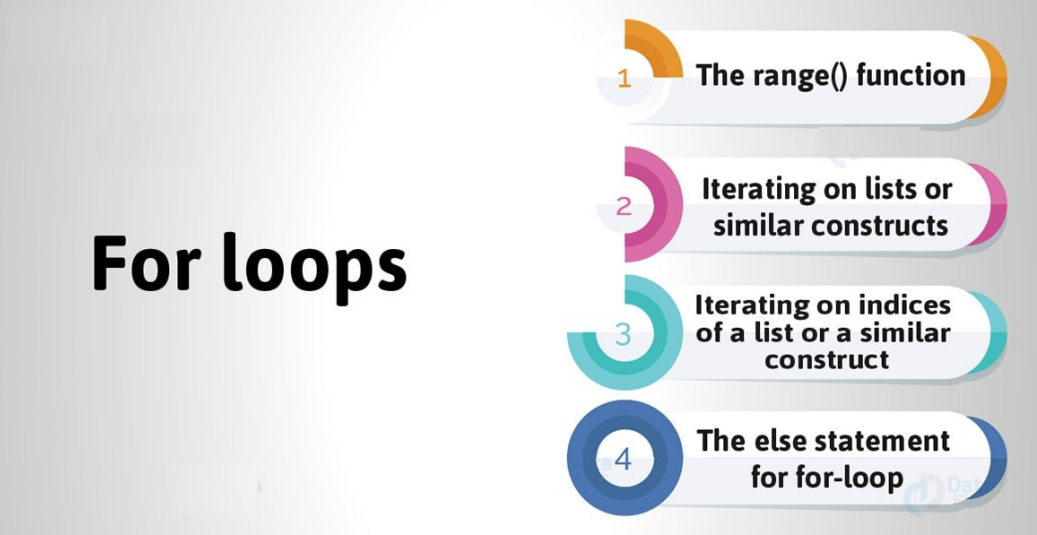 For loops
1
The range() function
2
Iterating on lists or
similar constructs
3
Iterating on indices
of a list or a similar
construct
4
The else statement
for for-loop